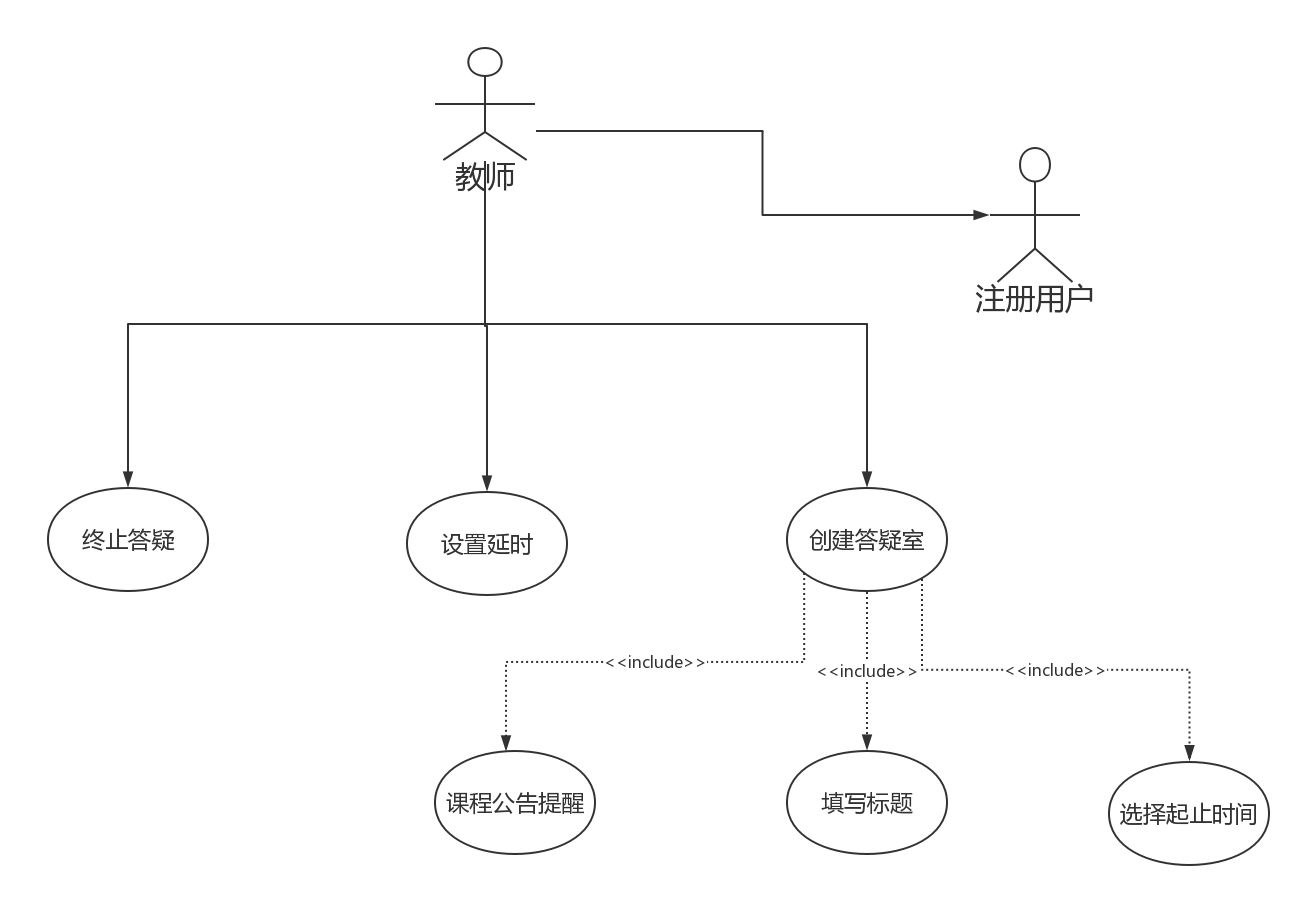 教师
注册用户
终止答疑
设置延时
创建答疑室
<<include>>
<<include>>
<<include>>
课程公告提醒
填写标题
选择起止时间